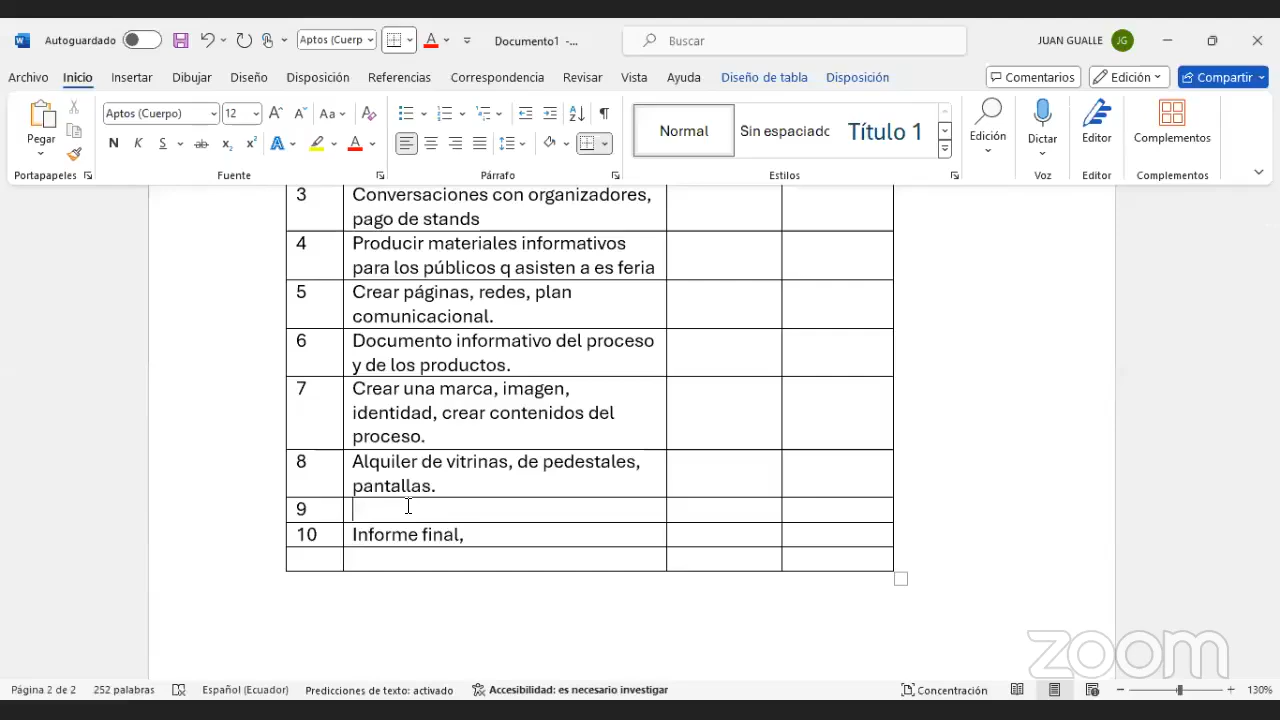 Autoguardado
Aptos (Cuerp
Documento1 -...
Buscar
JUAN GUALLE
JG
Archivo Inicio Insertar Dibujar Diseño Disposición Referencias Correspondencia Revisar Vista Ayuda Diseño de tabla Disposición
Comentarios
Edición
Compartir
Pegar
Portapapeles
Aptos (Cuerpo)
12
Fuente
Párrafo
Normal
Sin espaciado
Título 1
Estilos
Edición
Dictar
Voz
Editor
Editor
Complementos
Complementos
3 Conversaciones con organizadores,
pago de stands
4 Producir materiales informativos
para los públicos q asisten a es feria
5 Crear páginas, redes, plan
comunicacional.
6 Documento informativo del proceso
y de los productos.
7 Crear una marca, imagen,
identidad, crear contenidos del
proceso.
8 Alquiler de vitrinas, de pedestales,
pantallas.
9
10 Informe final,
zoom
Página 2 de 2 252 palabras Español (Ecuador) Predicciones de texto: activado Accesibilidad: es necesario investigar Concentración 130%